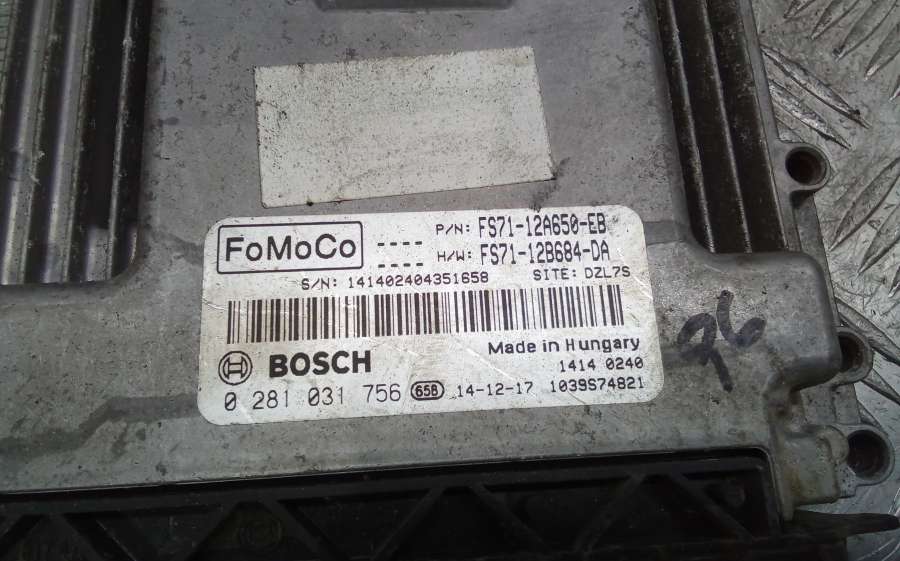 FoMoCo
----
----
P/N: FS71-12A650-EB
H/W: FS71-12B684-DA
S/N: 141402404351658 SITE: DZL7S
Made in Hungary
BOSCH
1414 0240
0 281 031 756 65B 14-12-17 1039S74821
96